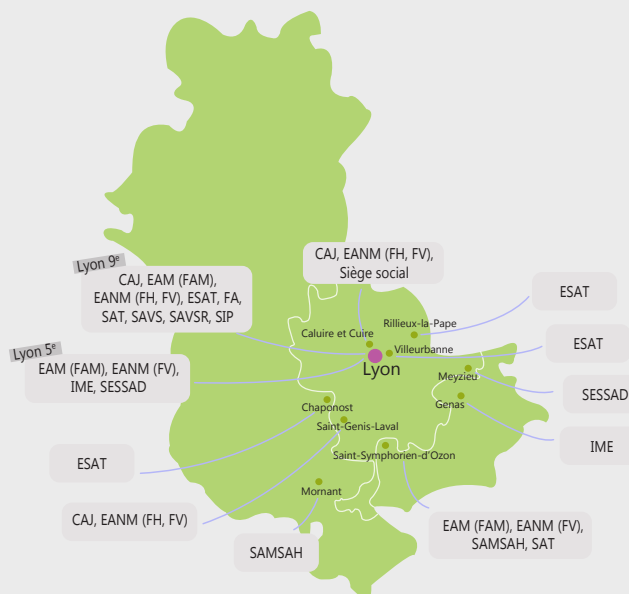 Lyon 9e
CAJ, EAM (FAM),
EANM (FH, FV), ESAT, FA,
SAT, SAVS, SAVSR, SIP
CAJ, EANM (FH, FV),
Siège social
ESAT
Rillieux-la-Pape
Caluire et Cuire
Villeurbanne
ESAT
Lyon 5e
EAM (FAM), EANM (FV),
IME, SESSAD
Lyon
Meyzieu
SESSAD
Genas
Chaponost
Saint-Genis-Laval
IME
ESAT
Saint-Symphorien-d'Ozon
Mornant
CAJ, EANM (FH, FV)
SAMSAH
EAM (FAM), EANM (FV),
SAMSAH, SAT